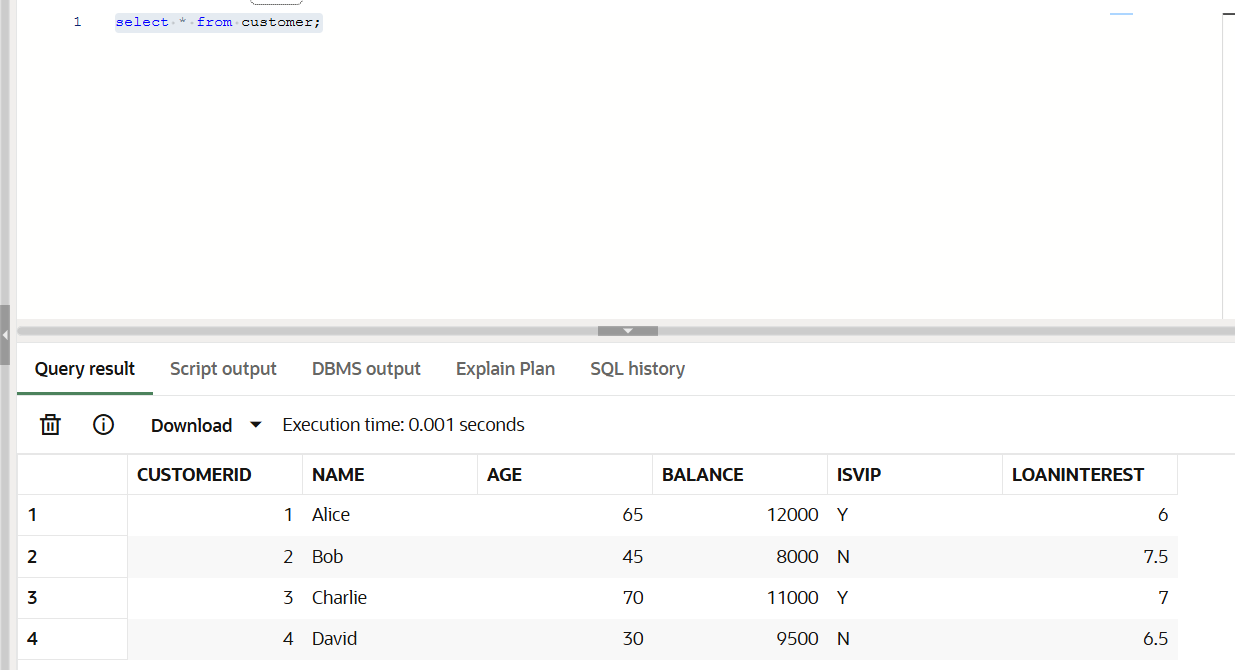 1 select * from customer;
Query result Script output DBMS output Explain Plan SQL history
Download Execution time: 0.001 seconds
CUSTOMERID NAME AGE BALANCE ISVIP LOANINTEREST
1 1 Alice 65 12000 Y 6
2 2 Bob 45 8000 N 7.5
3 3 Charlie 70 11000 Y 7
4 4 David 30 9500 N 6.5